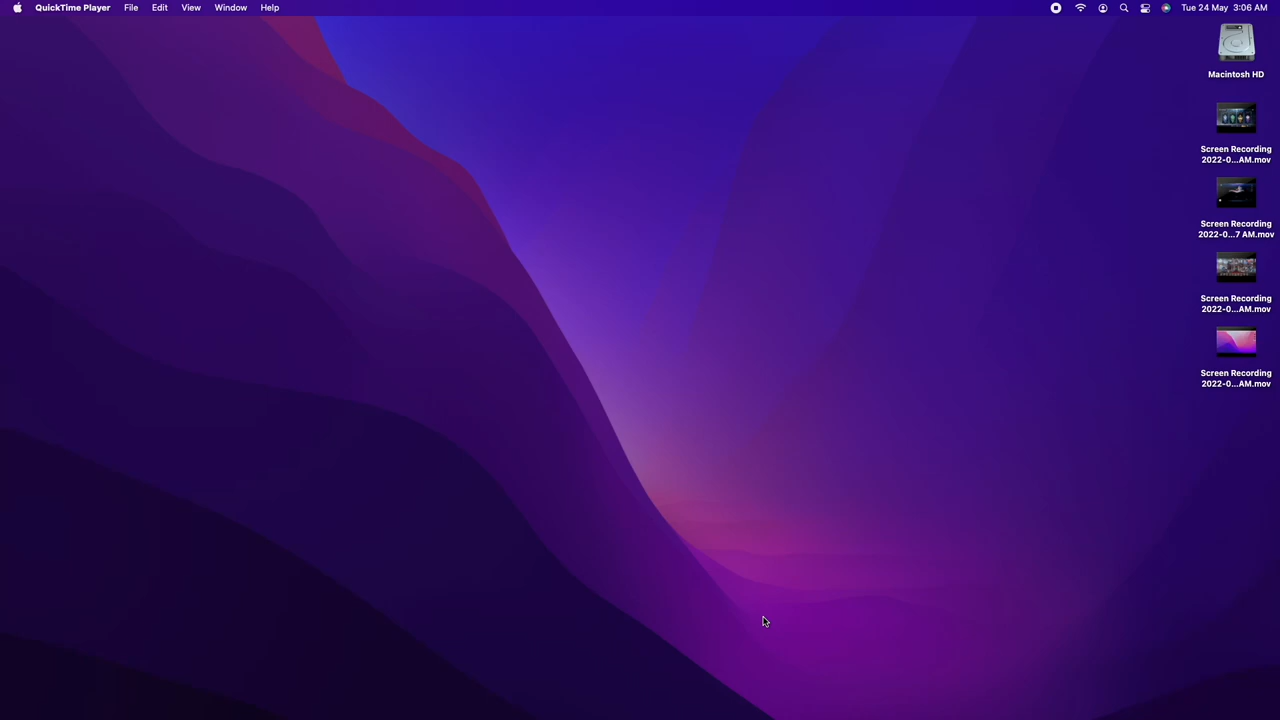 QuickTime Player File Edit View Window Help Tue 24 May 3:06 AM
Macintosh HD
Screen Recording
2022-0...AM.mov
Screen Recording
2022-0...7 AM.mov
Screen Recording
2022-0...AM.mov
Screen Recording
2022-0...AM.mov